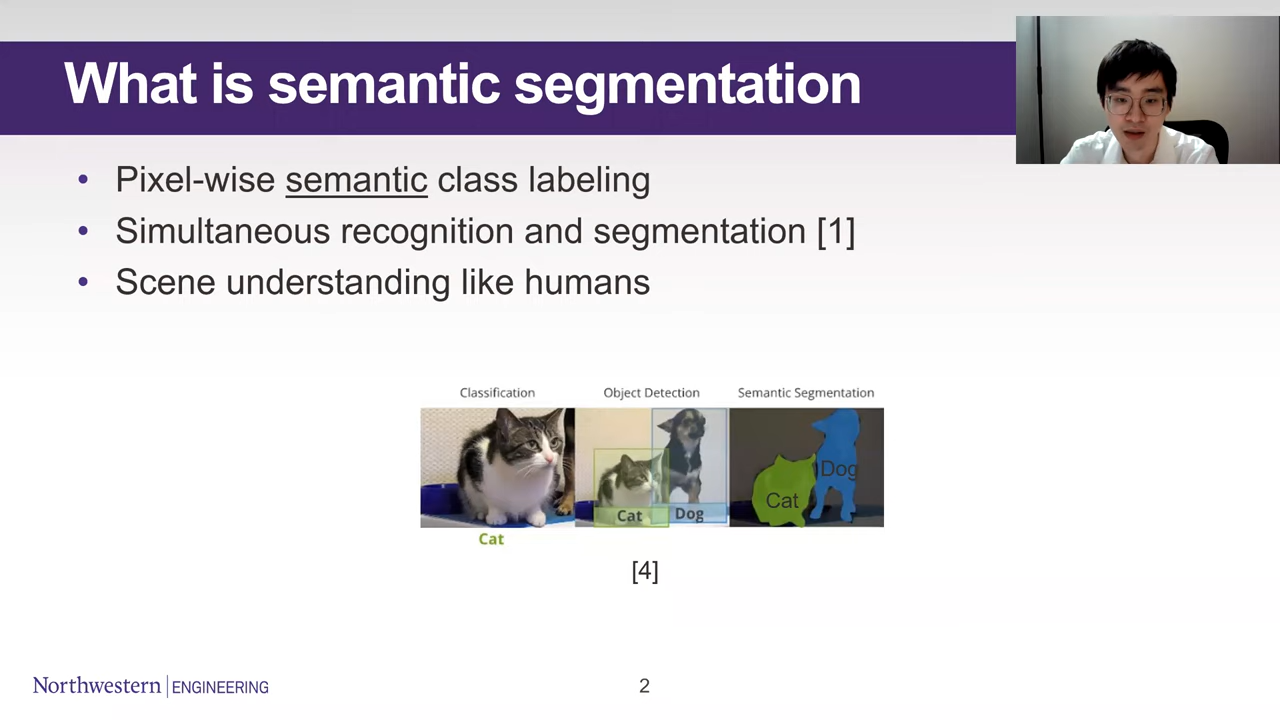 What is semantic segmentation
• Pixel-wise semantic class labeling
• Simultaneous recognition and segmentation [1]
• Scene understanding like humans
Classification
Object Detection
Semantic Segmentation
Cat
Dog
Cat
Dog
Cat
[4]
Northwestern | ENGINEERING
2